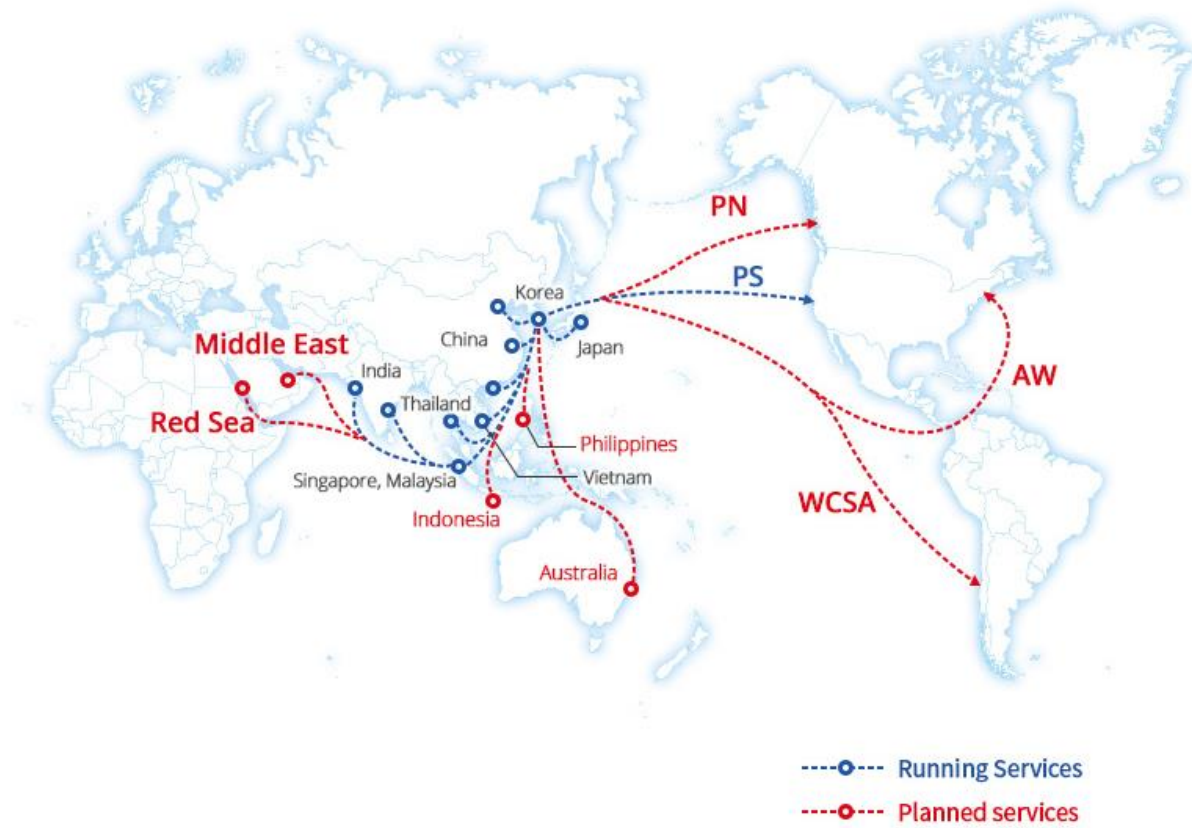 PN
PS
Korea
China
Japan
Middle East
India
Red Sea
Thailand
AW
Philippines
Singapore, Malaysia
Vietnam
WCSA
Indonesia
Australia
Running Services
Planned services